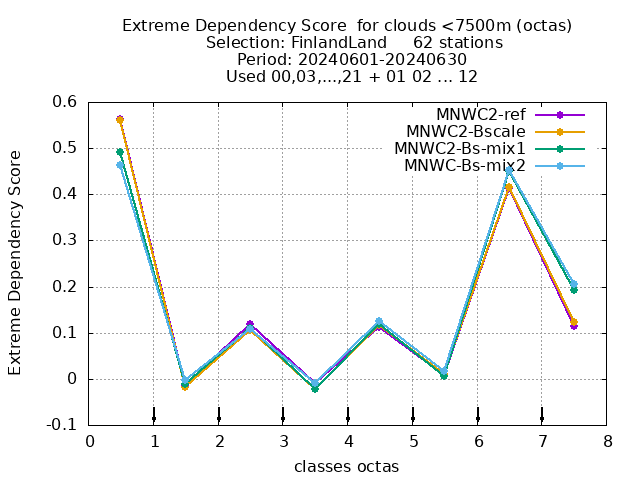 Extreme Dependency Score  for clouds <7500m (octas)
Selection: FinlandLand     62 stations
Period: 20240601-20240630
Used 00,03,...,21 + 01 02 ... 12
MNWC2-ref
MNWC2-Bscale
MNWC2-Bs-mix1
MNWC-Bs-mix2
Extreme Dependency Score
0.6
0.5
0.4
0.3
0.2
0.1
0
-0.1
0 1 2 3 4 5 6 7 8
classes octas